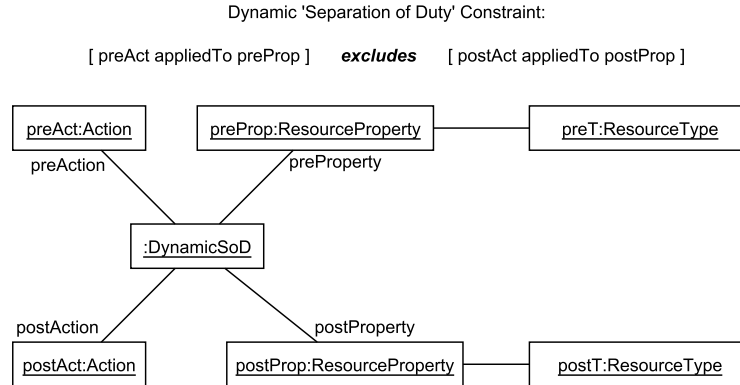 Dynamic 'Separation of Duty' Constraint:
[ preAct appliedTo preProp ] excludes [ postAct appliedTo postProp ]
preAct:Action preProp:ResourceProperty preT:ResourceType
preAction preProperty
:DynamicSoD
postAction postProperty
postAct:Action postProp:ResourceProperty postT:ResourceType